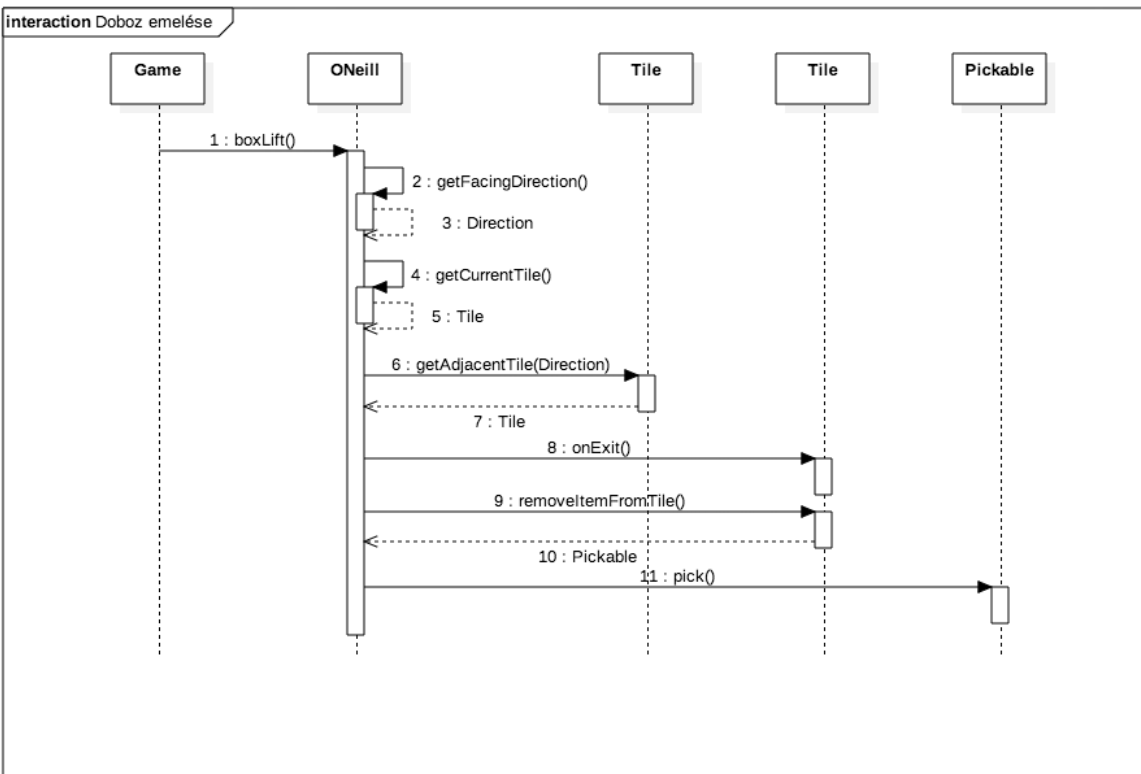 interaction Doboz emelése
Game
ONeill
Tile
Tile
Pickable
1 : boxLift()
2 : getFacingDirection()
3 : Direction
4 : getCurrentTile()
5 : Tile
6 : getAdjacentTile(Direction)
7 : Tile
8 : onExit()
9 : removeItemFromTile()
10 : Pickable
11 : pick()